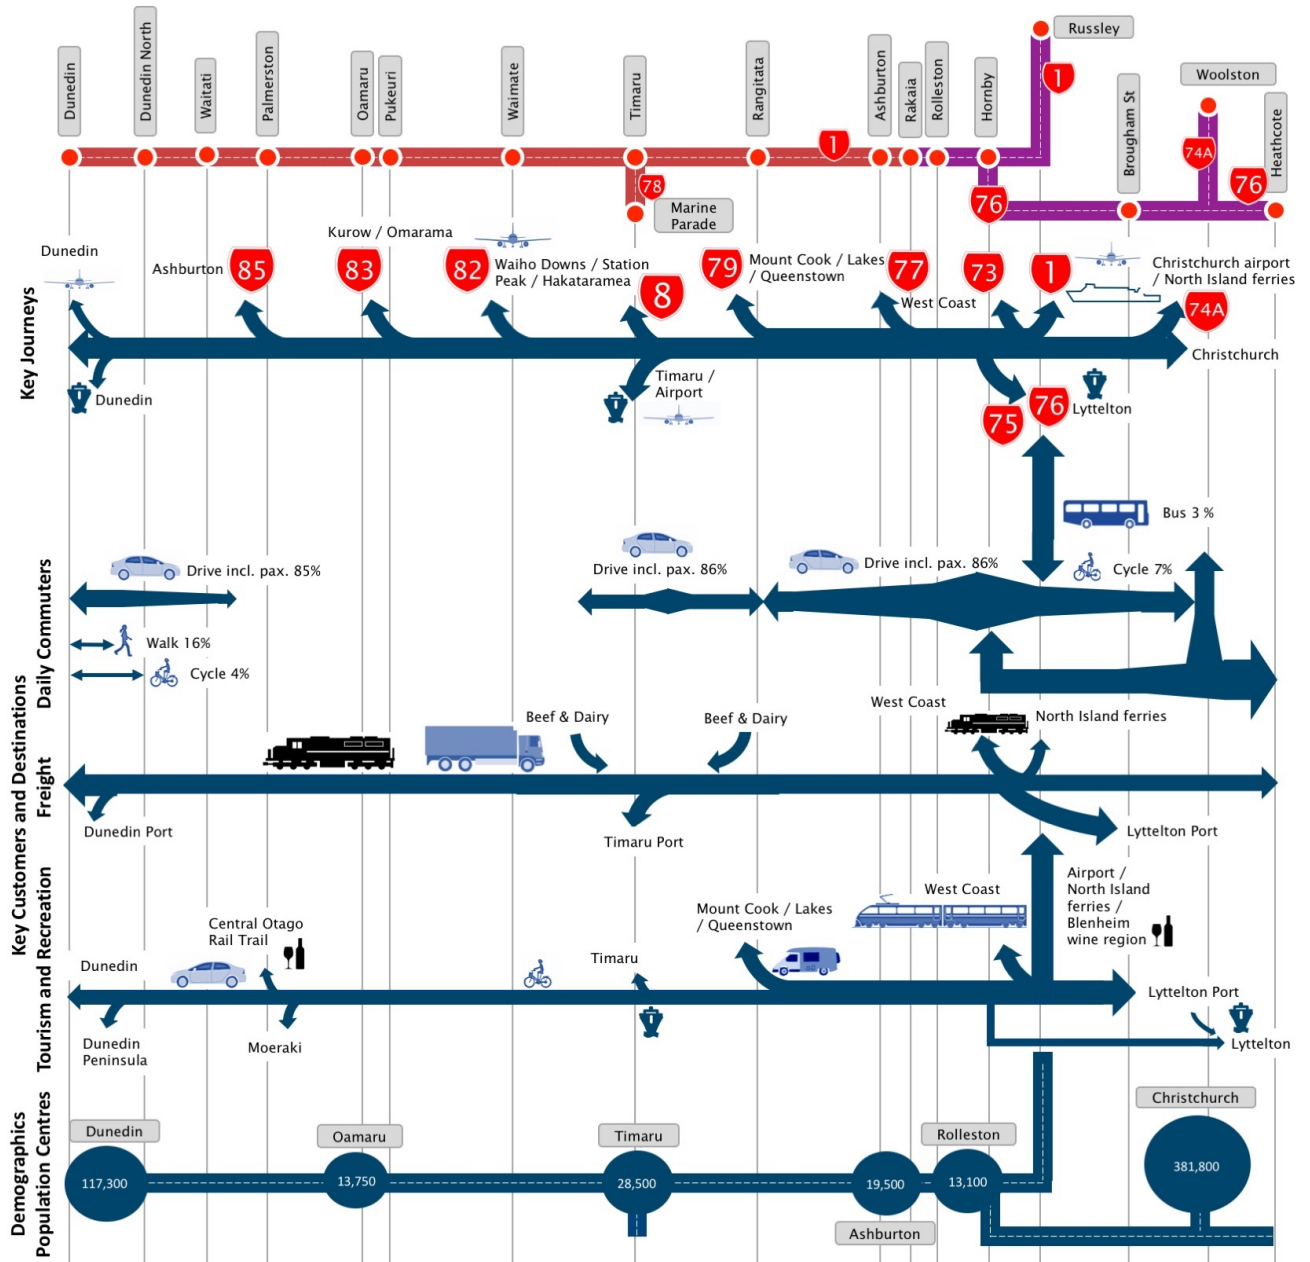 Dunedin
Dunedin North
Waitati
Palmerston
Oamaru
Pukeuri
Waimate
Timaru
Rangitata
Ashburton
Rakaia
Rolleston
Hornby
Russley
1
Brougham St
Woolston
74A
Heathcote
76
1
78
Marine
Parade
76
Key Journeys
Dunedin
Ashburton
85
Kurow / Omarama
83
82
Waiho Downs / Station
Peak / Hakataramea
8
79
Mount Cook / Lakes
/ Queenstown
77
West Coast
73
1
Christchurch airport
/ North Island ferries
74A
Christchurch
Dunedin
Timaru /
Airport
75
76
Lyttelton
Key Customers and Destinations
Daily Commuters
Bus 3 %
Drive incl. pax. 85%
Drive incl. pax. 86%
Drive incl. pax. 86%
Cycle 7%
Walk 16%
Cycle 4%
Freight
Beef & Dairy
Beef & Dairy
West Coast
North Island ferries
Dunedin Port
Timaru Port
Lyttelton Port
Tourism and Recreation
Dunedin
Central Otago
Rail Trail
Timaru
Mount Cook / Lakes
/ Queenstown
West Coast
Airport /
North Island
ferries /
Blenheim
wine region
Lyttelton Port
Lyttelton
Dunedin
Peninsula
Moeraki
Demographics
Population Centres
Dunedin
117,300
Oamaru
13,750
Timaru
28,500
19,500
Ashburton
Rolleston
13,100
Christchurch
381,800